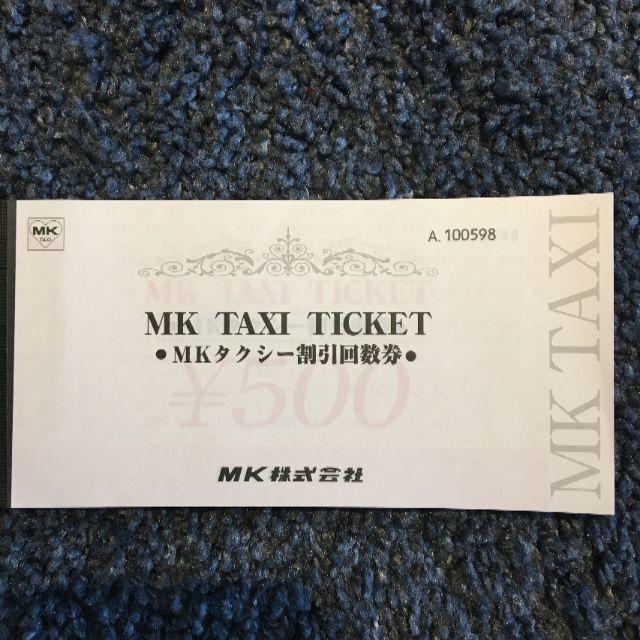 MK
TAXI
A.100598
MK TAXI TICKET
MK TAXI TICKET
●MKタクシー割引回数券●
¥500
MK株式会社
MK TAXI